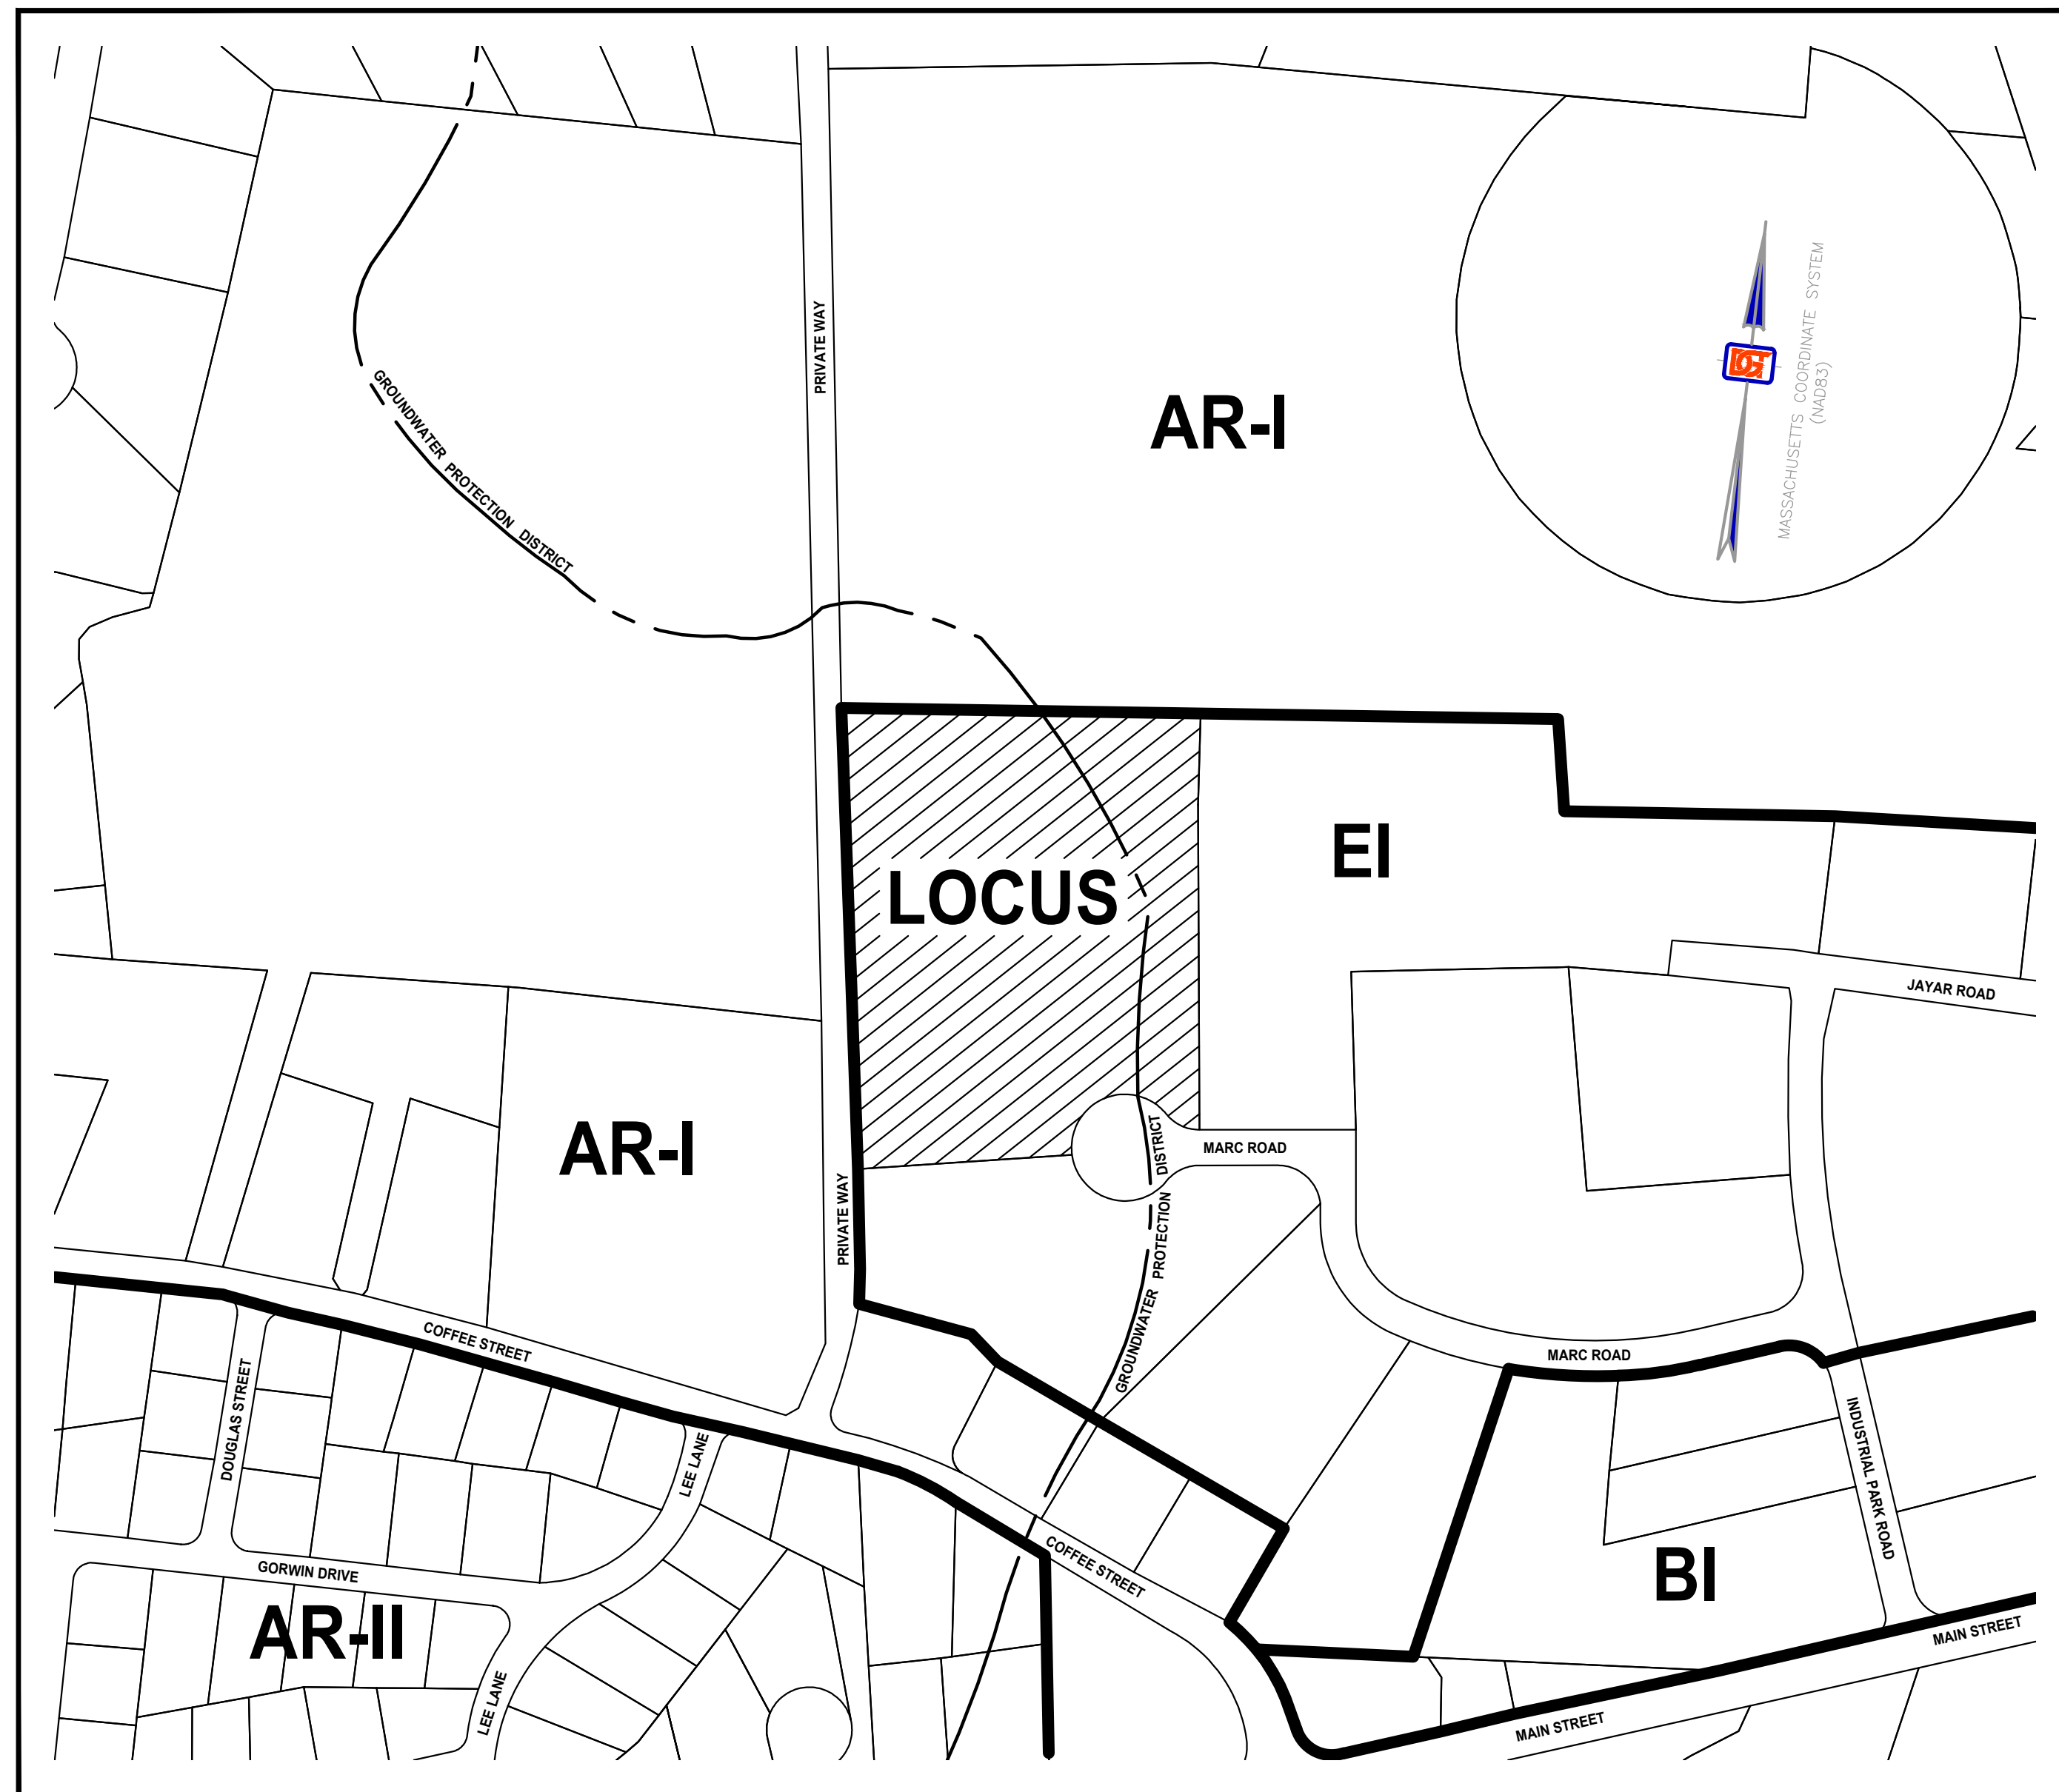 MASSACHUSETTS COORDINATE SYSTEM
(NAD83)
PRIVATE WAY
GROUNDWATER PROTECTION DISTRICT
AR-I
EI
LOCUS
JAYAR ROAD
AR-I
PRIVATE WAY
MARC ROAD
GROUNDWATER PROTECTION DISTRICT
COFFEE STREET
MARC ROAD
DOUGLAS STREET
LEE LANE
INDUSTRIAL PARK ROAD
COFFEE STREET
GORWIN DRIVE
BI
AR-II
MAIN STREET
LEE LANE
MAIN STREET